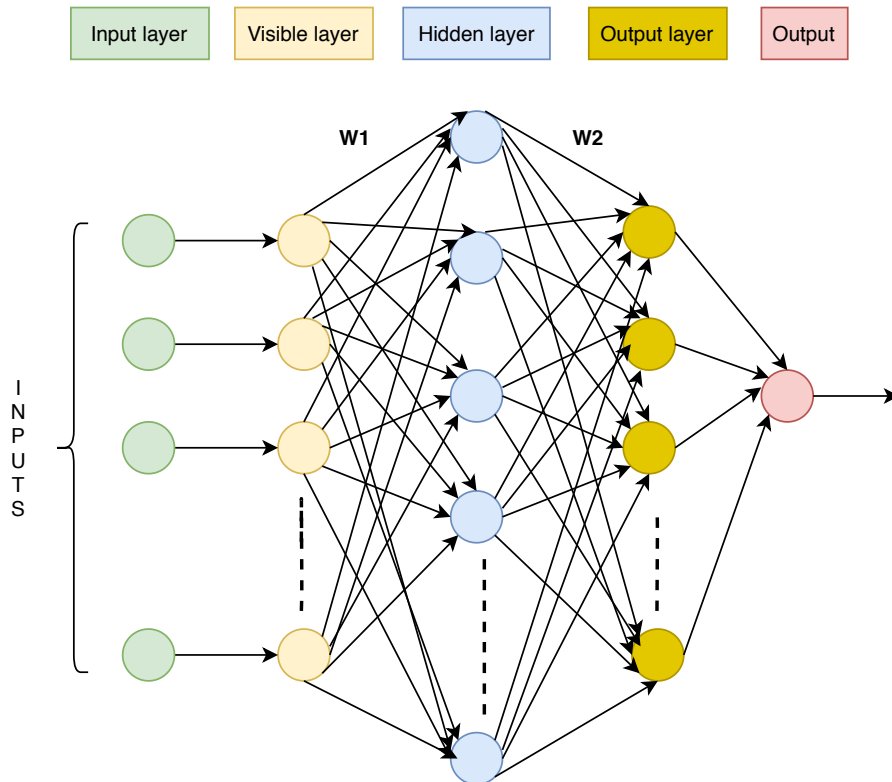 Input layer
Visible layer
Hidden layer
Output layer
Output
W1
W2
I
N
P
U
T
S